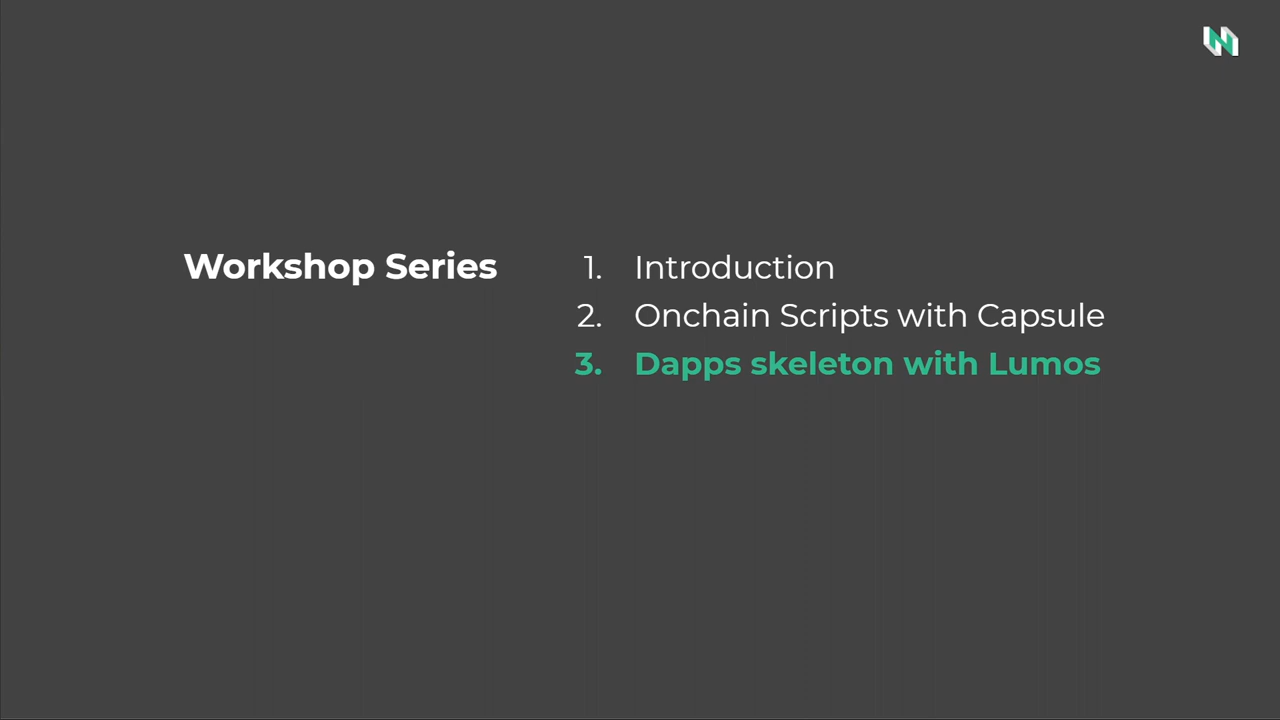 Workshop Series
1. Introduction
2. Onchain Scripts with Capsule
3. Dapps skeleton with Lumos